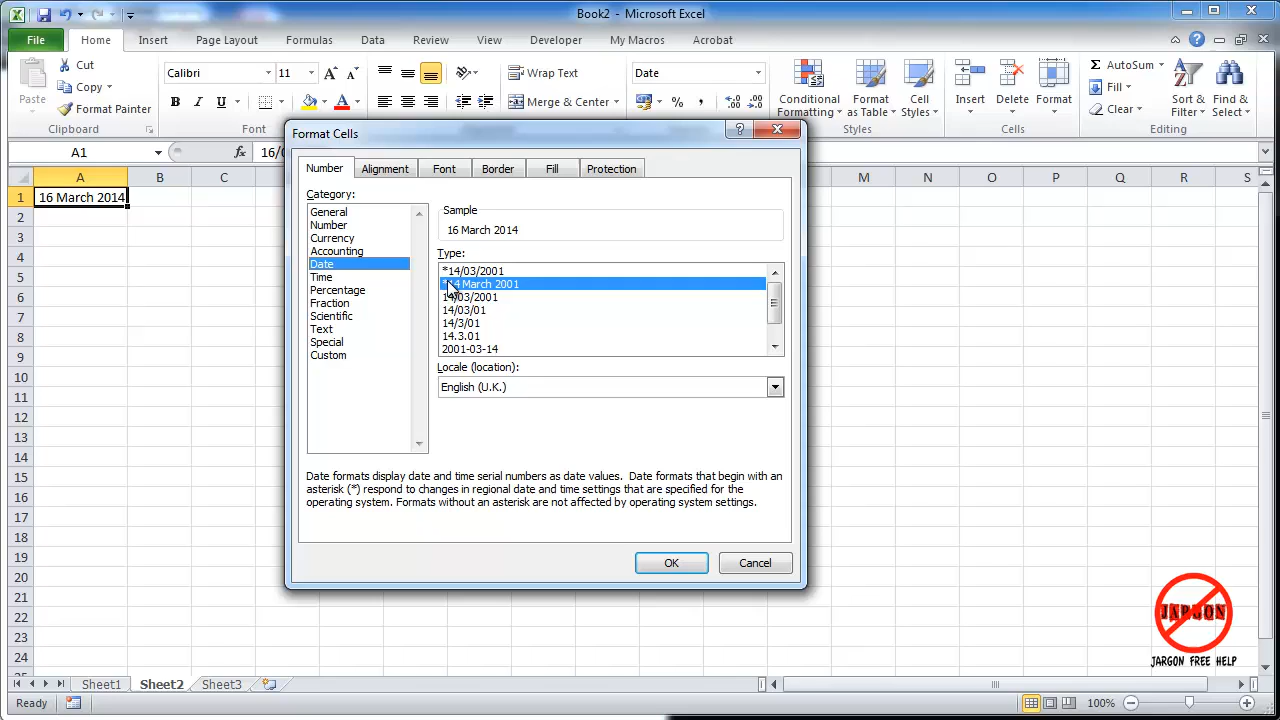 Book2 - Microsoft Excel
File Home Insert Page Layout Formulas Data Review View Developer My Macros Acrobat
Paste
Cut
Copy
Format Painter
Clipboard
Calibri 11
B I U
Font
Wrap Text
Merge & Center
Date
%
Conditional Formatting
Format as Table
Cell Styles
Styles
Insert Delete Format
Cells
AutoSum
Fill
Clear
Sort & Filter
Find & Select
Editing
A1 fx 16/0
A B C M N O P Q R S
1 16 March 2014
2
3
4
5
6
7
8
9
10
11
12
13
14
15
16
17
18
19
20
21
22
23
24
Format Cells
Number Alignment Font Border Fill Protection
Category:
General
Number
Currency
Accounting
Date
Time
Percentage
Fraction
Scientific
Text
Special
Custom
Sample
16 March 2014
Type:
*14/03/2001
*14 March 2001
14/03/2001
14/03/01
14/3/01
14.3.01
2001-03-14
Locale (location):
English (U.K.)
Date formats display date and time serial numbers as date values. Date formats that begin with an
asterisk (*) respond to changes in regional date and time settings that are specified for the
operating system. Formats without an asterisk are not affected by operating system settings.
OK Cancel
JARGON
JARGON FREE HELP
Sheet1 Sheet2 Sheet3
Ready 100%